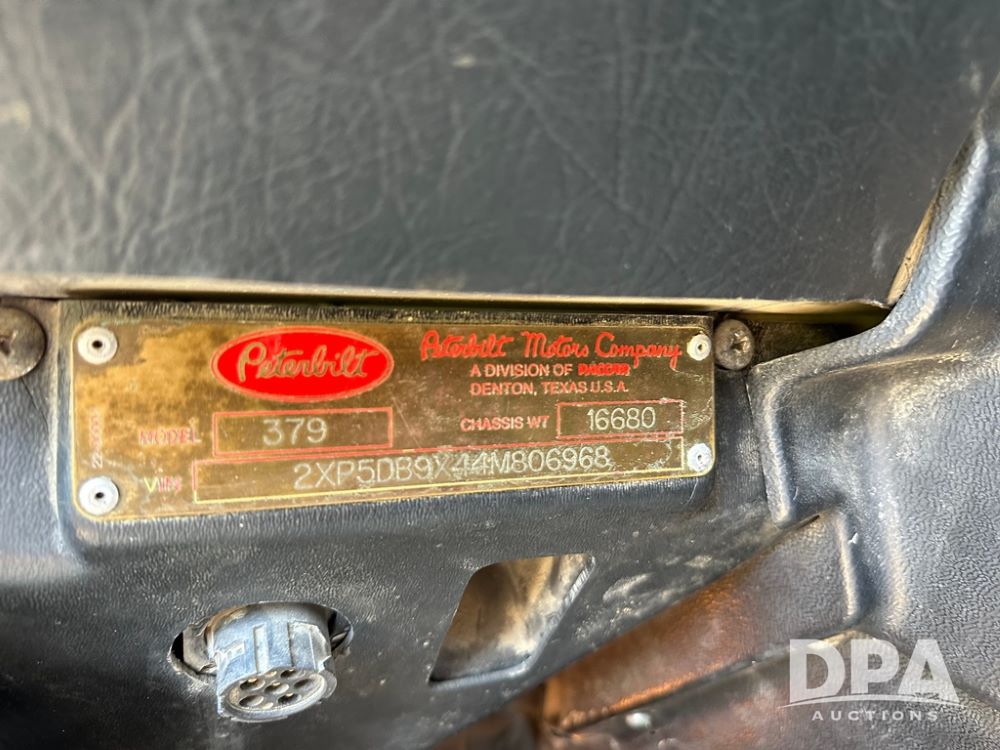 Peterbilt
Peterbilt Motors Company
A DIVISION OF PACCAR
DENTON, TEXAS U.S.A.
MODEL 379
CHASSIS WT 16680
VIN 2XP5DB9X44M806968
DPA
AUCTIONS